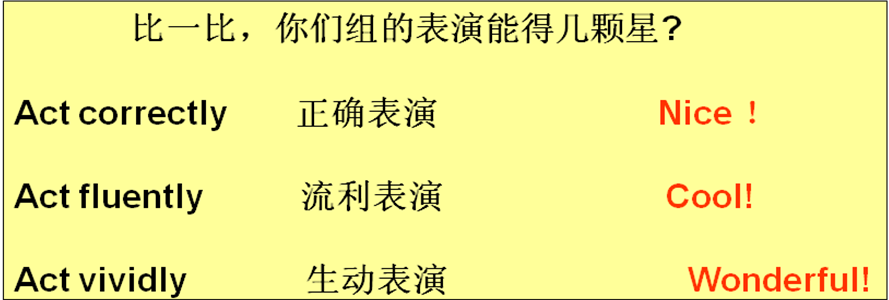 比一比，你们组的表演能得几颗星?
Act correctly 正确表演 Nice！
Act fluently 流利表演 Cool!
Act vividly 生动表演 Wonderful!